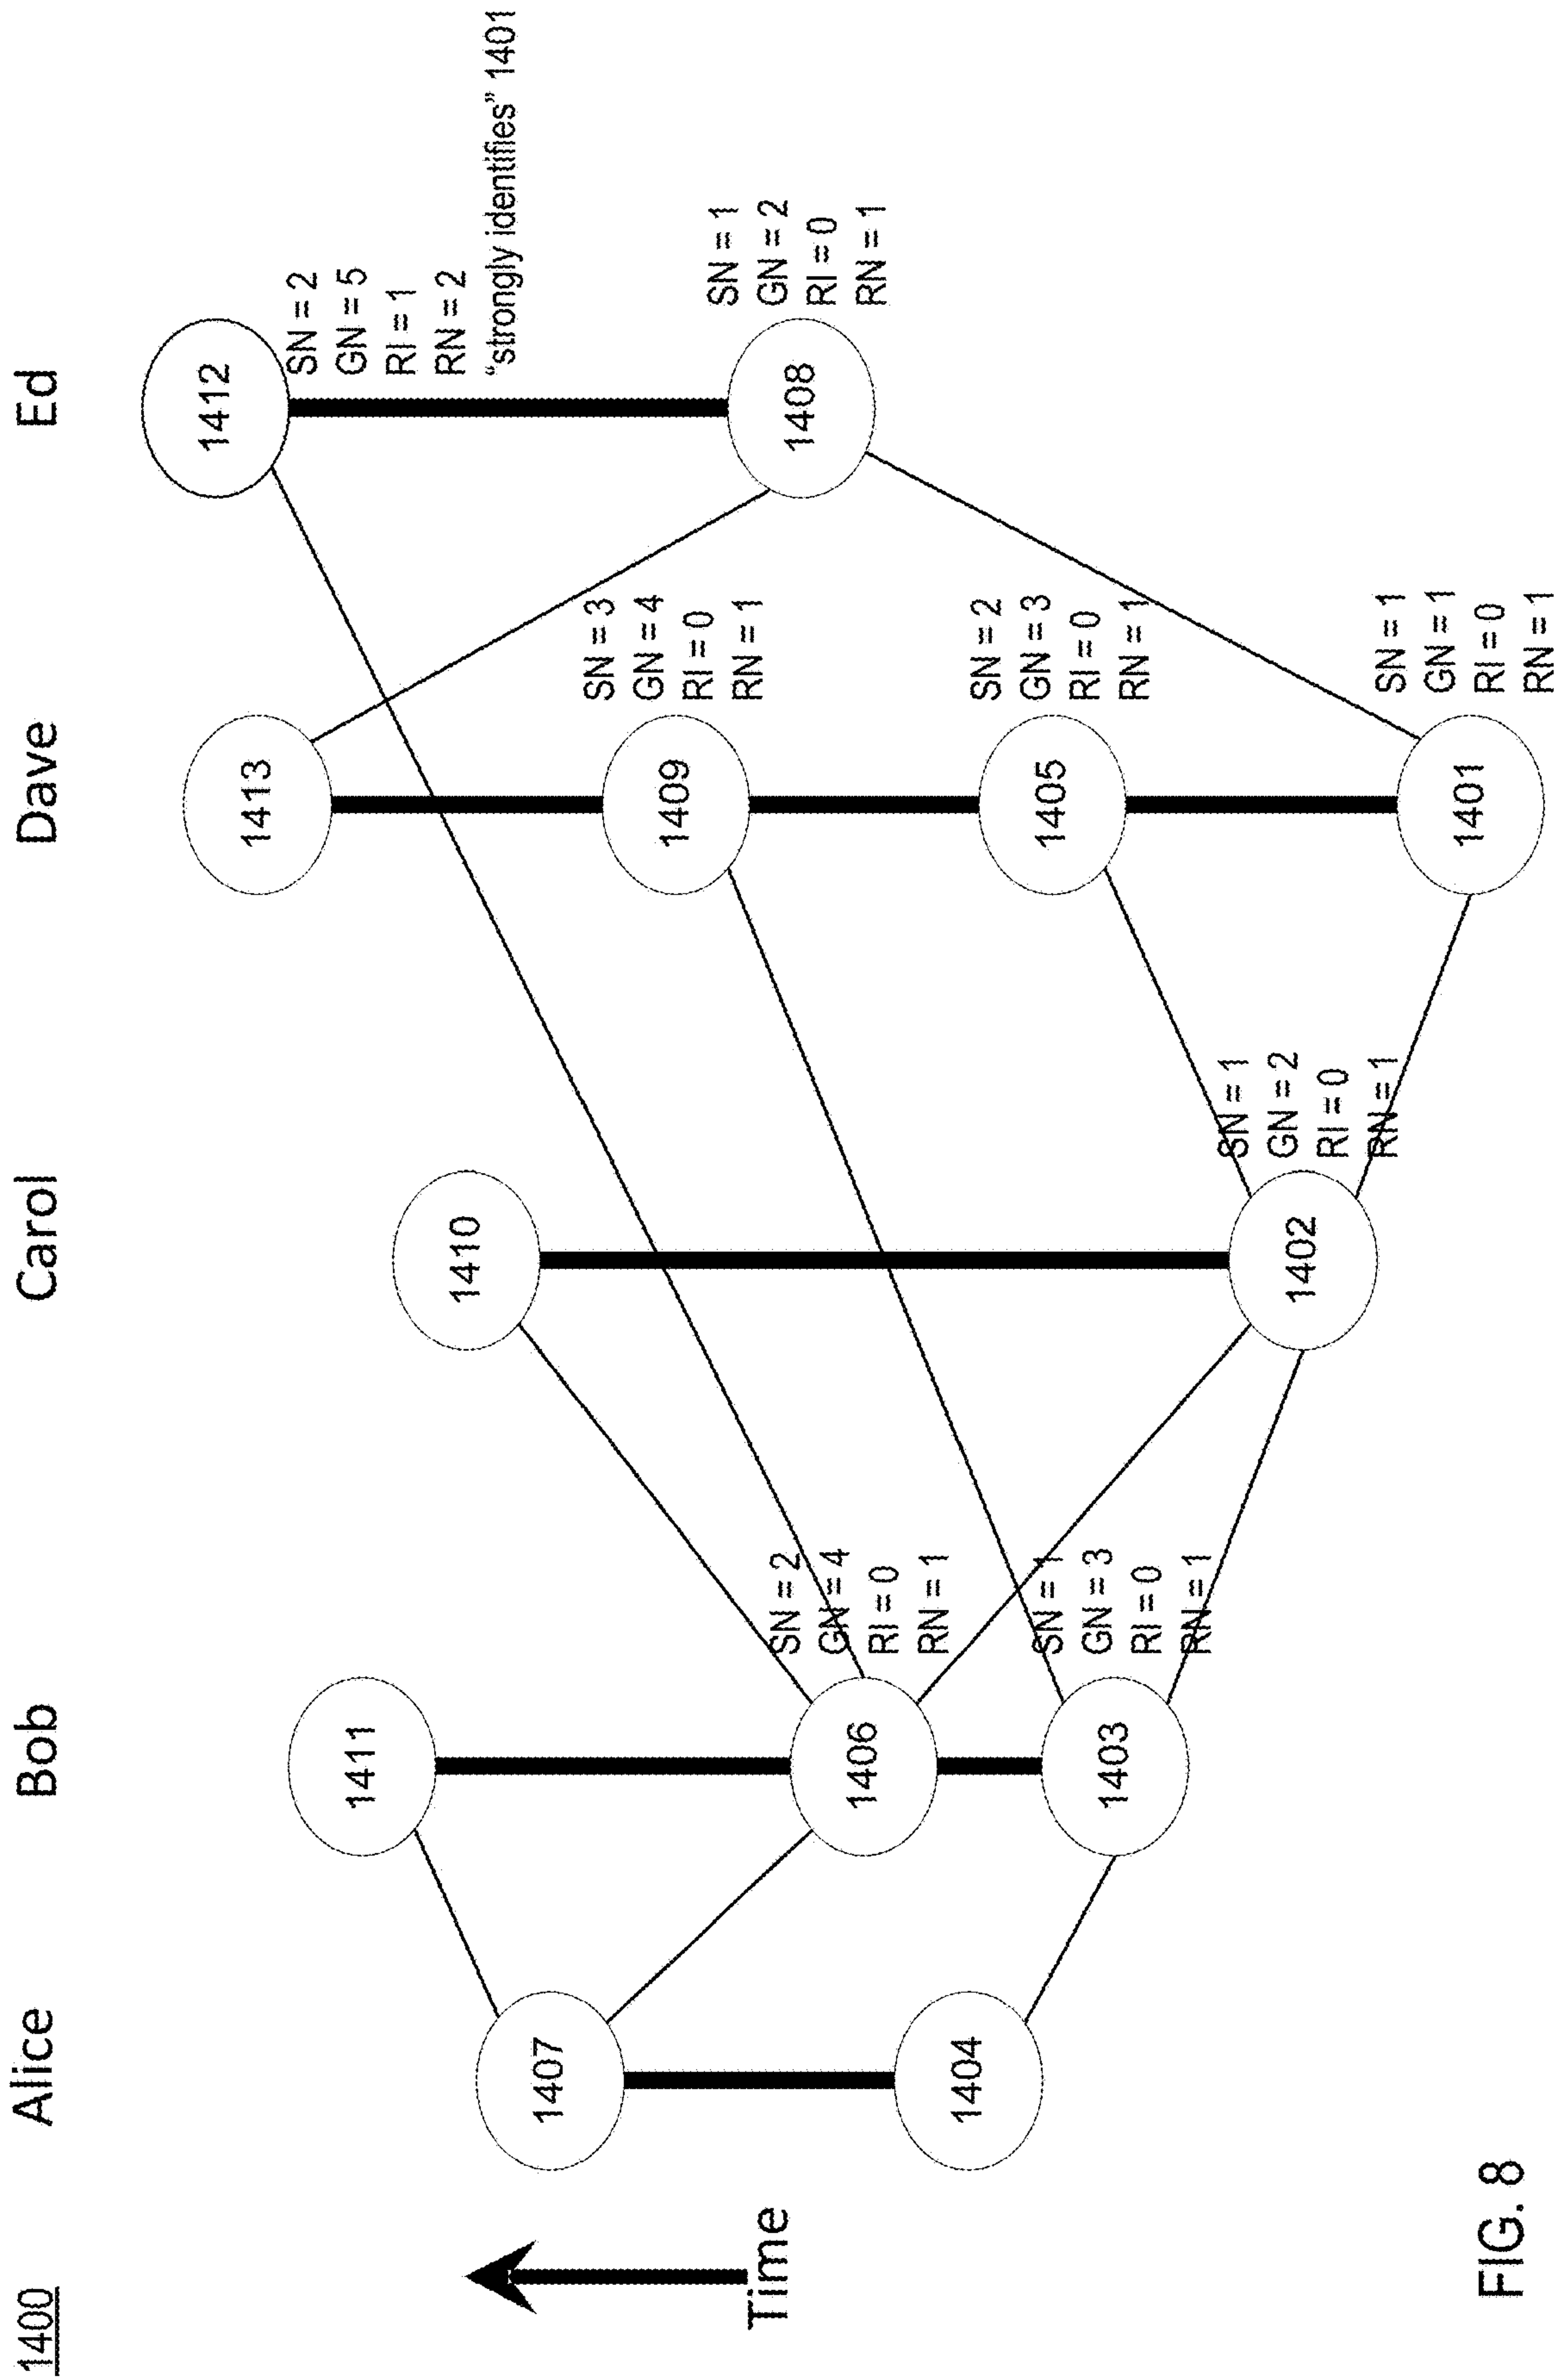 1400
Alice
Bob
Carol
Dave
Ed
1412
SN = 2
GN = 5
RI = 1
RN = 2
"strongly identifies" 1401
1413
1411
1410
1407
1409
SN = 3
GN = 4
RI = 0
RN = 1
1408
SN = 1
GN = 2
RI = 0
RN = 1
1406
SN = 2
GN = 4
RI = 0
RN = 1
1404
1405
SN = 2
GN = 3
RI = 0
RN = 1
1403
SN = 1
GN = 3
RI = 0
RN = 1
1402
SN = 1
GN = 2
RI = 0
RN = 1
1401
SN = 1
GN = 1
RI = 0
RN = 1
Time
FIG. 8